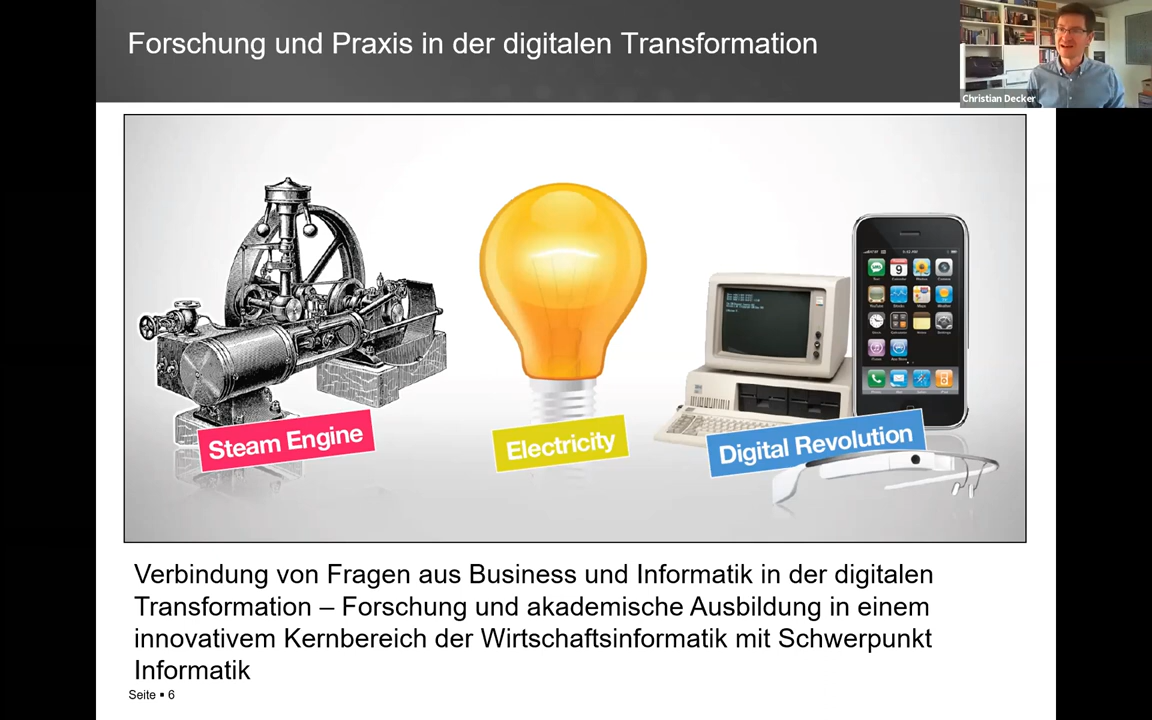 Forschung und Praxis in der digitalen Transformation
Christian Decker
Steam Engine
Electricity
Digital Revolution
Verbindung von Fragen aus Business und Informatik in der digitalen
Transformation – Forschung und akademische Ausbildung in einem
innovativem Kernbereich der Wirtschaftsinformatik mit Schwerpunkt
Informatik
Seite ▪ 6